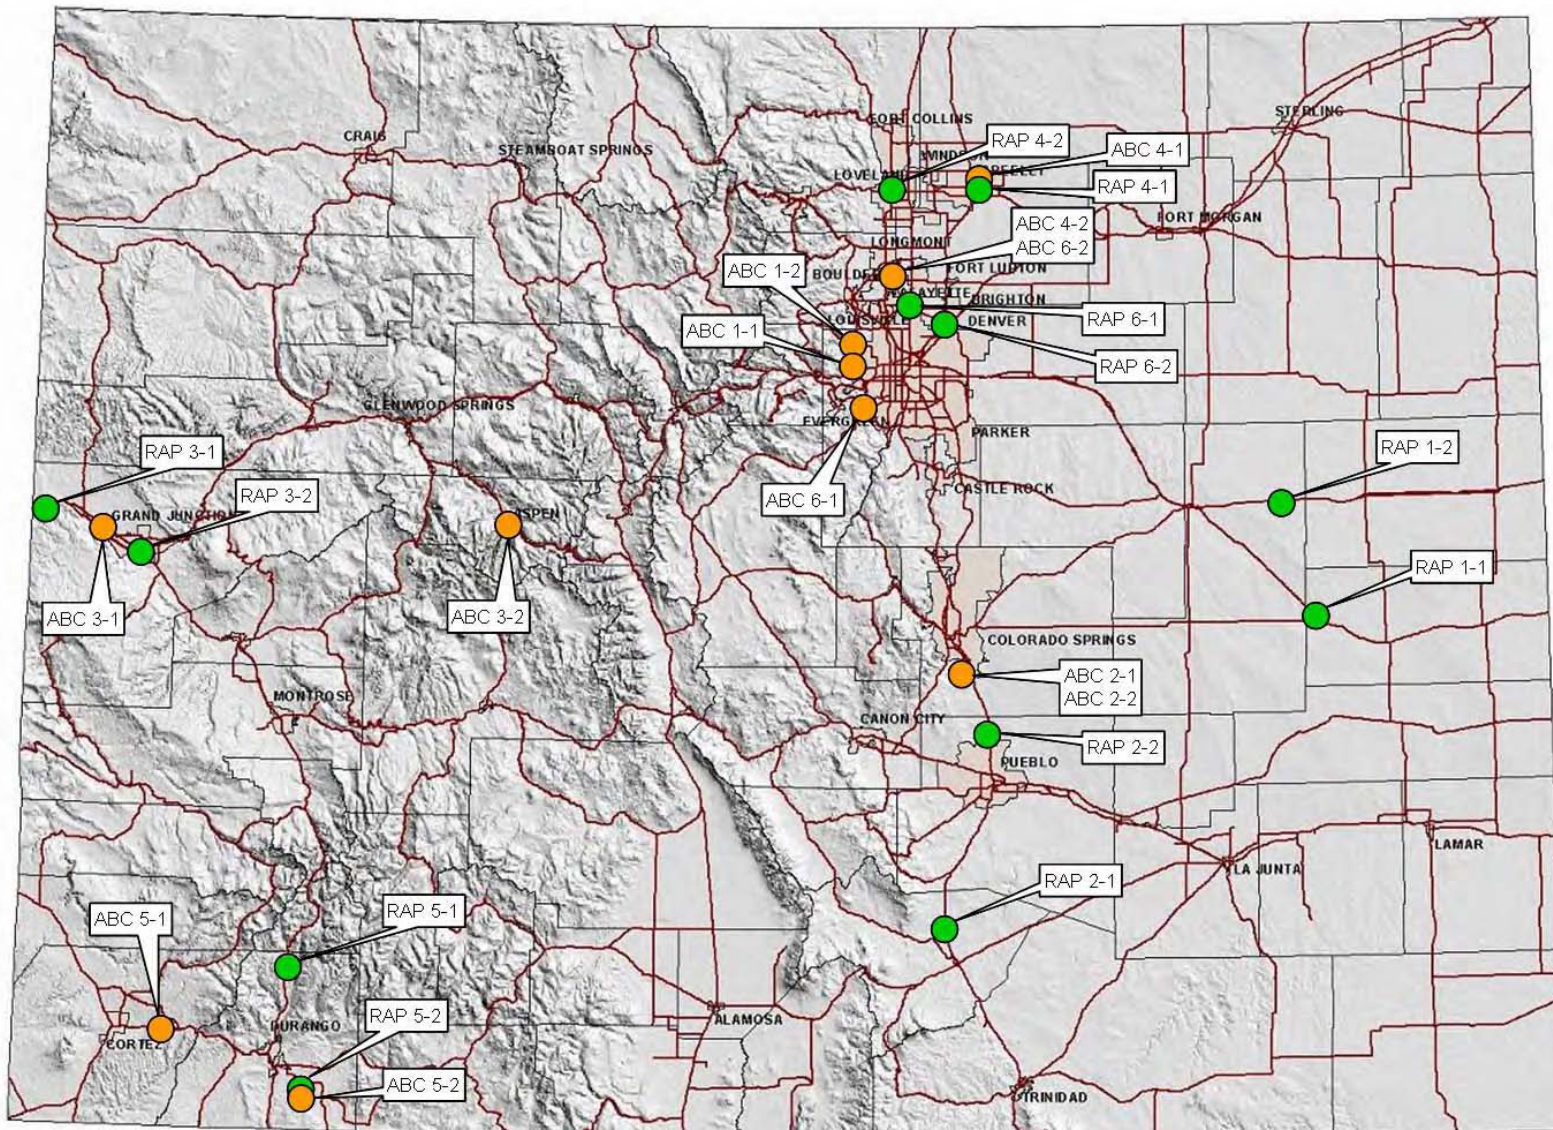 STERLING
FORT COLLINS
CRAIG
RAP 4-2
STEAMBOAT SPRINGS
ABC 4-1
LOVELAND
RAP 4-1
FORT MORGAN
ABC 4-2
ABC 6-2
LONGMONT
ABC 1-2
BOULDER
FORT LUPTON
LAFAYETTE
BRIGHTON
RAP 6-1
LOUISVILLE
DENVER
ABC 1-1
RAP 6-2
GLENWOOD SPRINGS
EVERGREEN
PARKER
RAP 3-1
RAP 1-2
RAP 3-2
CASTLE ROCK
ABC 6-1
GRAND JUNCTION
ASPEN
RAP 1-1
ABC 3-1
ABC 3-2
COLORADO SPRINGS
ABC 2-1
ABC 2-2
MONTROSE
CANON CITY
RAP 2-2
PUEBLO
LAMAR
LA JUNTA
RAP 2-1
ABC 5-1
RAP 5-1
RAP 5-2
ALAMOSA
DURANGO
CORTEZ
ABC 5-2
TRINIDAD